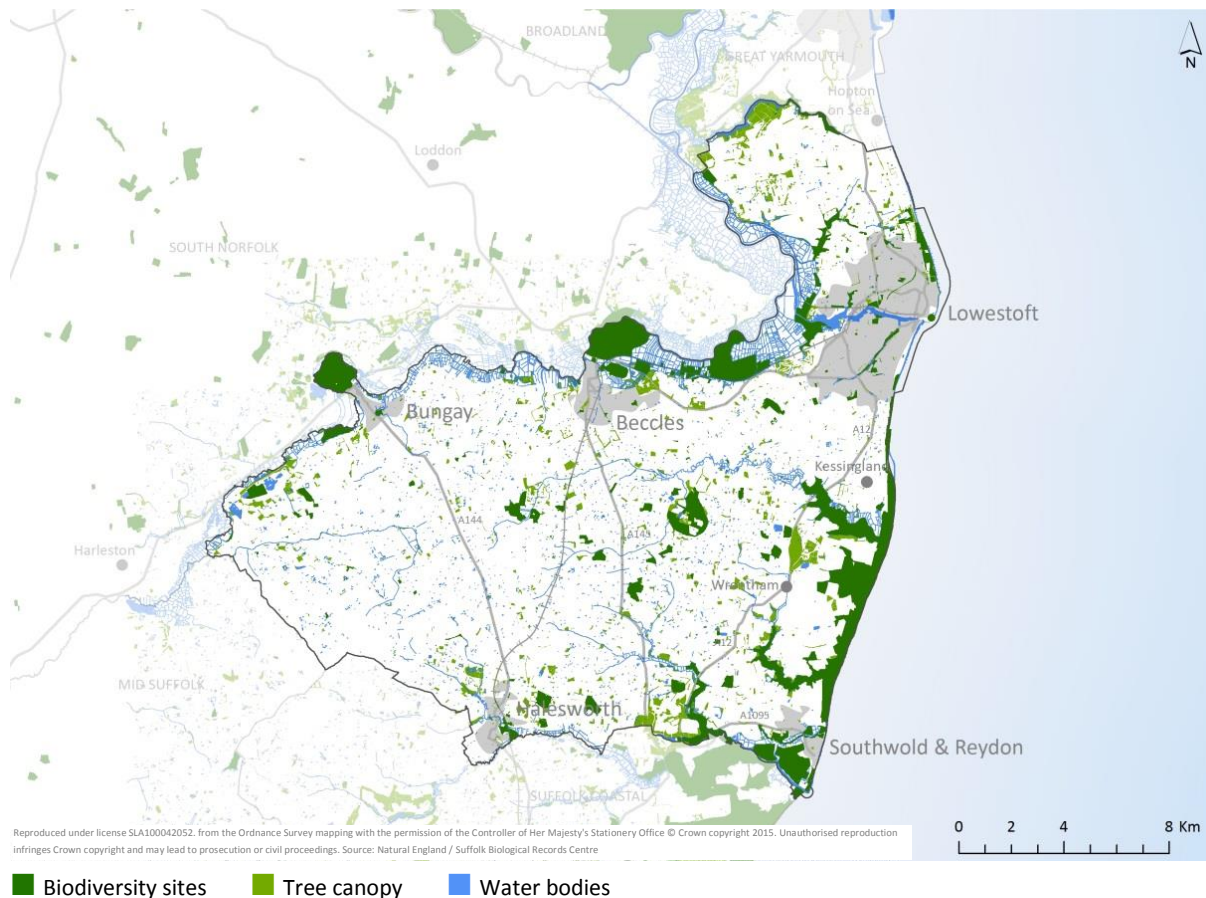 BROADLAND
GREAT YARMOUTH
N
Hopton
on Sea
Loddon
SOUTH NORFOLK
Lowestoft
Bungay
Beccles
A12
Kessingland
A144
A145
Harleston
Wrentham
A12
MID SUFFOLK
Halesworth
A1095
Southwold & Reydon
SUFFOLK COASTAL
0 2 4 8 Km
Reproduced under license SLA100042052. from the Ordnance Survey mapping with the permission of the Controller of Her Majesty's Stationery Office © Crown copyright 2015. Unauthorised reproduction
infringes Crown copyright and may lead to prosecution or civil proceedings. Source: Natural England / Suffolk Biological Records Centre
Biodiversity sites Tree canopy Water bodies